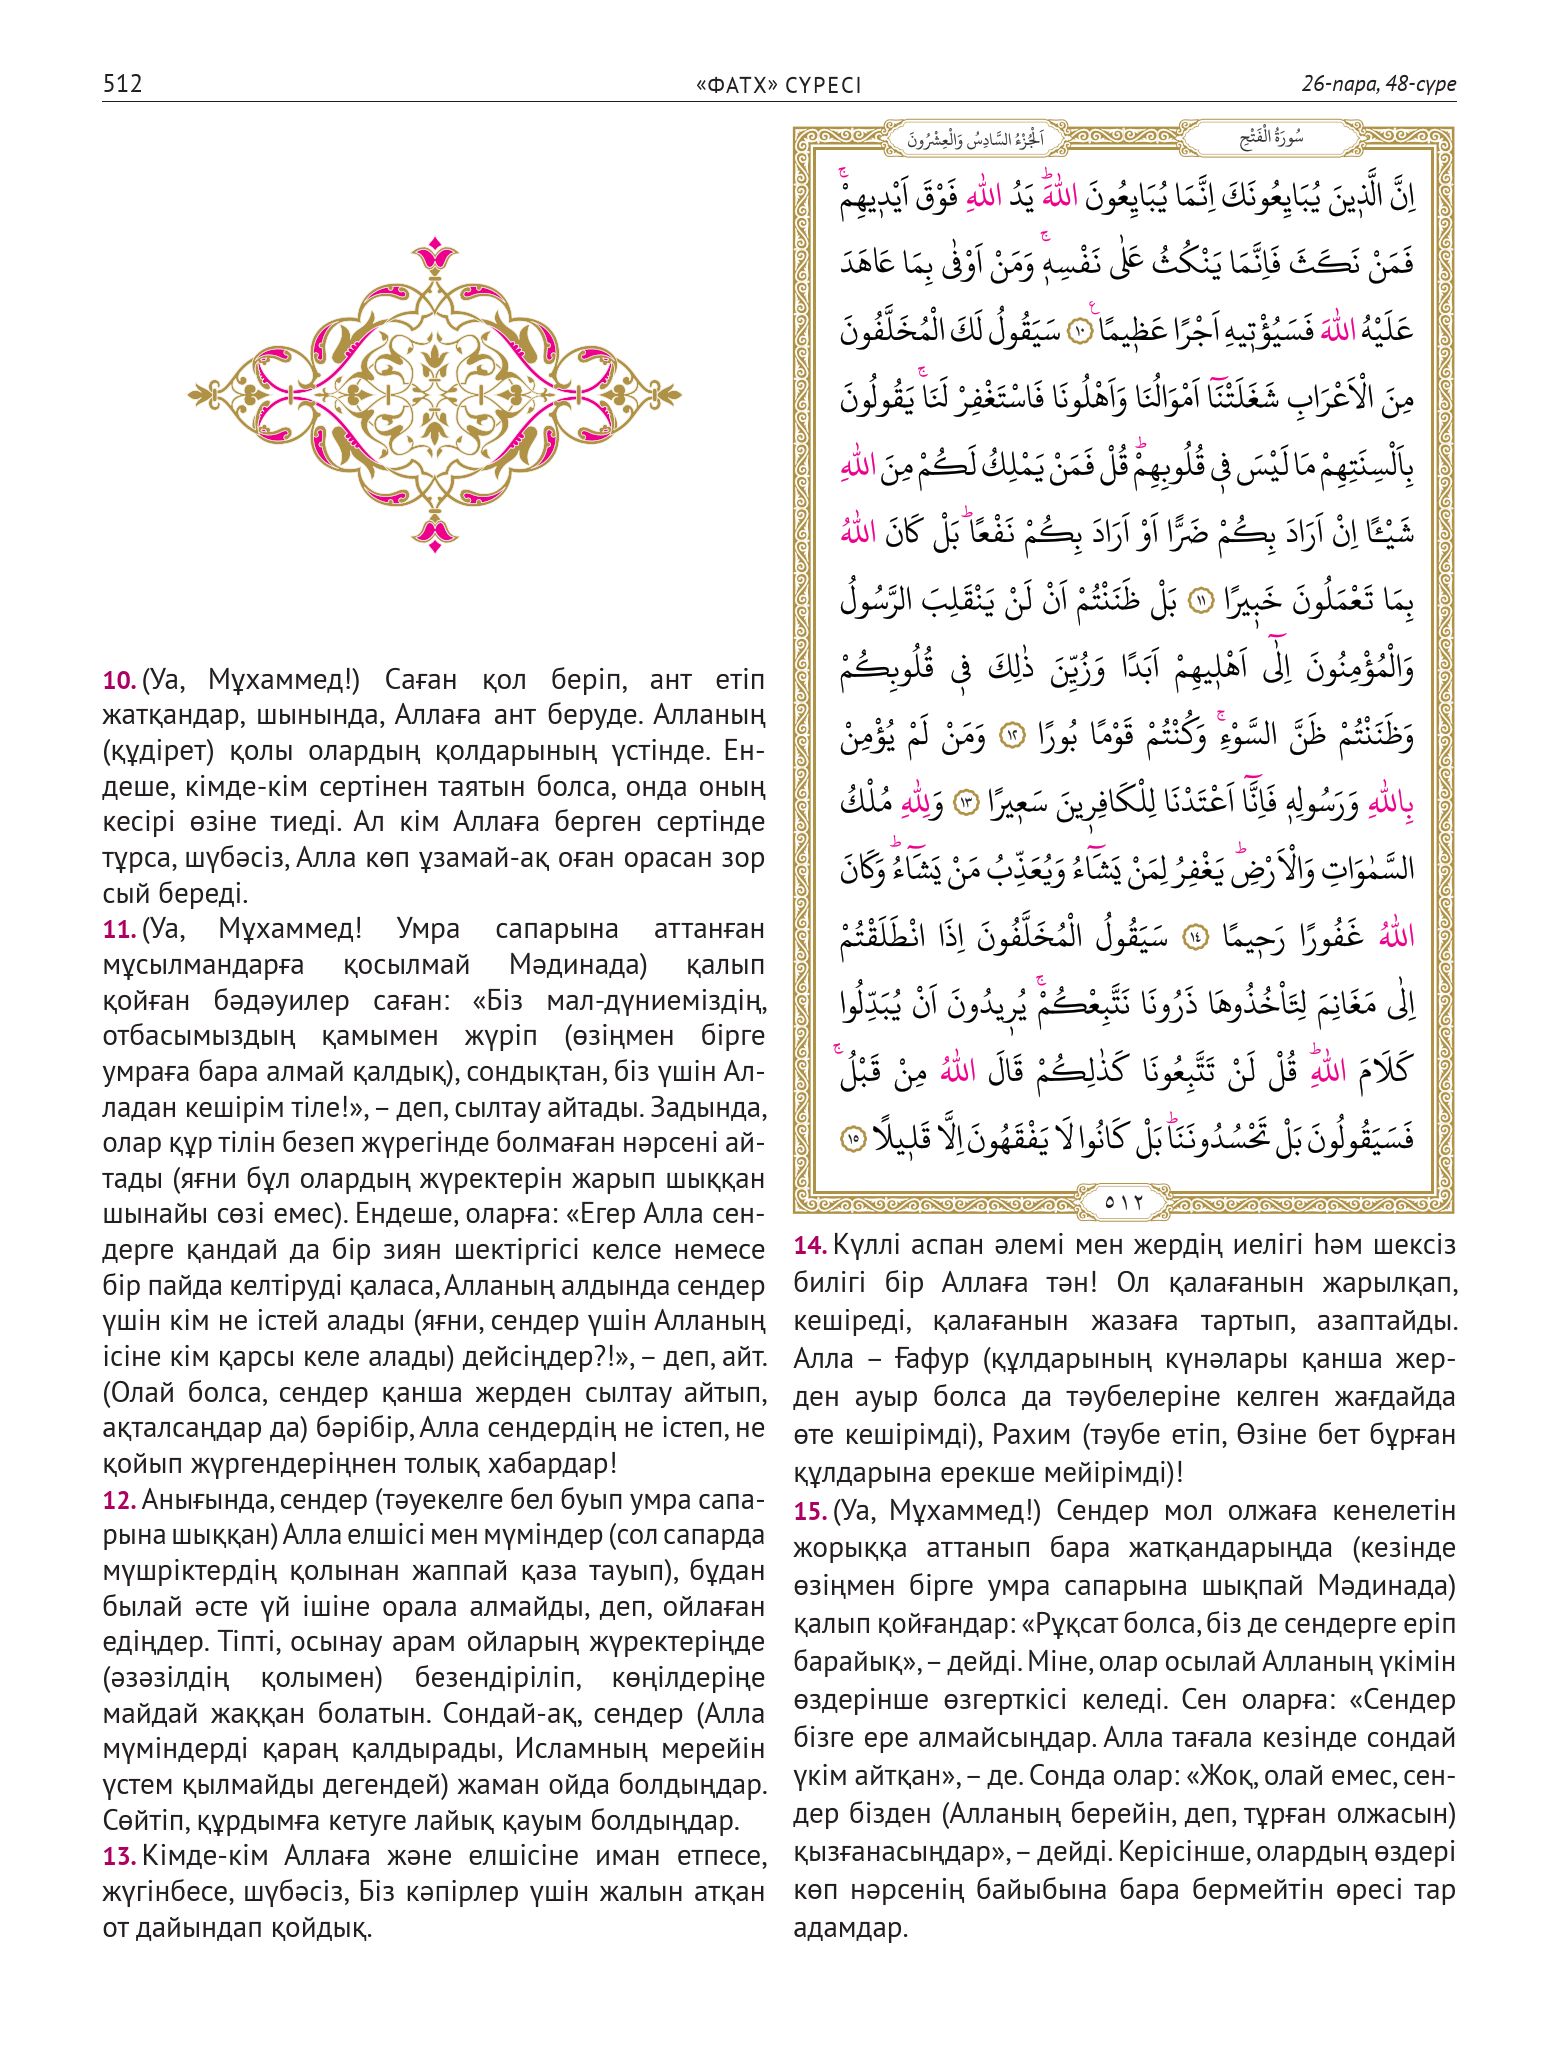 512
«ФАТХ» СҮРЕСІ
26-пара, 48-сүре
10. (Уа, Мұхаммед!) Саған қол беріп, ант етіп
жатқандар, шынында, Аллаға ант беруде. Алланың
(құдірет) қолы олардың қолдарының үстінде. Ен-
деше, кімде-кім сертінен таятын болса, онда оның
кесірі өзіне тиеді. Ал кім Аллаға берген сертінде
тұрса, шүбәсіз, Алла көп ұзамай-ақ оған орасан зор
сый береді.
11. (Уа, Мұхаммед! Умра сапарына аттанған
мұсылмандарға қосылмай Мәдинада) қалып
қойған бәдәуилер саған: «Біз мал-дүниеміздің,
отбасымыздың қамымен жүріп (өзіңмен бірге
умраға бара алмай қалдық), сондықтан, біз үшін Ал-
ладан кешірім тіле!», – деп, сылтау айтады. Задында,
олар құр тілін безеп жүрегінде болмаған нәрсені ай-
тады (яғни бұл олардың жүректерін жарып шыққан
шынайы сөзі емес). Ендеше, оларға: «Егер Алла сен-
дерге қандай да бір зиян шектіргісі келсе немесе
бір пайда келтіруді қаласа, Алланың алдында сендер
үшін кім не істей алады (яғни, сендер үшін Алланың
ісіне кім қарсы келе алады) дейсіңдер?!», – деп, айт.
(Олай болса, сендер қанша жерден сылтау айтып,
ақталсаңдар да) бәрібір, Алла сендердің не істеп, не
қойып жүргендеріңнен толық хабардар!
12. Анығында, сендер (тәуекелге бел буып умра сапа-
рына шыққан) Алла елшісі мен мүміндер (сол сапарда
мүшріктердің қолынан жаппай қаза тауып), бұдан
былай әсте үй ішіне орала алмайды, деп, ойлаған
едіңдер. Тіпті, осынау арам ойларың жүректеріңде
(әзәзілдің қолымен) безендіріліп, көңілдеріңе
майдай жаққан болатын. Сондай-ақ, сендер (Алла
мүміндерді қараң қалдырады, Исламның мерейін
үстем қылмайды дегендей) жаман ойда болдыңдар.
Сөйтіп, құрдымға кетуге лайық қауым болдыңдар.
13. Кімде-кім Аллаға және елшісіне иман етпесе,
жүгінбесе, шүбәсіз, Біз кәпірлер үшін жалын атқан
от дайындап қойдық.
اَلْجُزْءُ السَّادِسُ وَالْعِشْرُونَ
سُورَةُ الْفَتْحِ
اِنَّ الَّذ۪ينَ يُبَايِعُونَكَ اِنَّمَا يُبَايِعُونَ اللّٰهَۜ يَدُ اللّٰهِ فَوْقَ اَيْد۪يهِمْۚ
فَمَنْ نَكَثَ فَاِنَّمَا يَنْكُثُ عَلٰى نَفْسِه۪ۚ وَمَنْ اَوْفٰى بِمَا عَاهَدَ
عَلَيْهُ اللّٰهَ فَسَيُؤْت۪يهِ اَجْرًا عَظ۪يمًاۧ ﴿١٠﴾ سَيَقُولُ لَكَ الْمُخَلَّفُونَ
مِنَ الْاَعْرَابِ شَغَلَتْنَٓا اَمْوَالُنَا وَاَهْلُونَا فَاسْتَغْفِرْ لَنَاۚ يَقُولُونَ
بِاَلْسِنَتِهِمْ مَا لَيْسَ ف۪ي قُلُوبِهِمْۜ قُلْ فَمَنْ يَمْلِكُ لَكُمْ مِنَ اللّٰهِ
شَيْـًٔا اِنْ اَرَادَ بِكُمْ ضَرًّا اَوْ اَرَادَ بِكُمْ نَفْعًاۜ بَلْ كَانَ اللّٰهُ
بِمَا تَعْمَلُونَ خَب۪يرًا ﴿١١﴾ بَلْ ظَنَنْتُمْ اَنْ لَنْ يَنْقَلِبَ الرَّسُولُ
وَالْمُؤْمِنُونَ اِلٰٓى اَهْل۪يهِمْ اَبَدًا وَزُيِّنَ ذٰلِكَ ف۪ي قُلُوبِكُمْ
وَظَنَنْتُمْ ظَنَّ السَّوْءِۚ وَكُنْتُمْ قَوْمًا بُورًا ﴿١٢﴾ وَمَنْ لَمْ يُؤْمِنْ
بِاللّٰهِ وَرَسُولِه۪ فَاِنَّٓا اَعْتَدْنَا لِلْكَافِر۪ينَ سَع۪يرًا ﴿١٣﴾ وَلِلّٰهِ مُلْكُ
السَّمٰوَاتِ وَالْاَرْضِۜ يَغْفِرُ لِمَنْ يَشَٓاءُ وَيُعَذِّبُ مَنْ يَشَٓاءُۜ وَكَانَ
اللّٰهُ غَفُورًا رَح۪يمًا ﴿١٤﴾ سَيَقُولُ الْمُخَلَّفُونَ اِذَا انْطَلَقْتُمْ
اِلٰى مَغَانِمَ لِتَأْخُذُوهَا ذَرُونَا نَتَّبِعْكُمْۚ يُر۪يدُونَ اَنْ يُبَدِّلُوا
كَلَامَ اللّٰهِۜ قُلْ لَنْ تَتَّبِعُونَا كَذٰلِكُمْ قَالَ اللّٰهُ مِنْ قَبْلُۚ
فَسَيَقُولُونَ بَلْ تَحْسُدُونَنَاۜ بَلْ كَانُوا لَا يَفْقَهُونَ اِلَّا قَل۪يلًا ﴿١٥﴾
٥١٢
14. Күллі аспан әлемі мен жердің иелігі һәм шексіз
билігі бір Аллаға тән! Ол қалағанын жарылқап,
кешіреді, қалағанын жазаға тартып, азаптайды.
Алла – Ғафур (құлдарының күнәлары қанша жер-
ден ауыр болса да тәубелеріне келген жағдайда
өте кешірімді), Рахим (тәубе етіп, Өзіне бет бұрған
құлдарына ерекше мейірімді)!
15. (Уа, Мұхаммед!) Сендер мол олжаға кенелетін
жорыққа аттанып бара жатқандарыңда (кезінде
өзіңмен бірге умра сапарына шықпай Мәдинада)
қалып қойғандар: «Рұқсат болса, біз де сендерге еріп
барайық», – дейді. Міне, олар осылай Алланың үкімін
өздерінше өзгерткісі келеді. Сен оларға: «Сендер
бізге ере алмайсыңдар. Алла тағала кезінде сондай
үкім айтқан», – де. Сонда олар: «Жоқ, олай емес, сен-
дер бізден (Алланың берейін, деп, тұрған олжасын)
қызғанасыңдар», – дейді. Керісінше, олардың өздері
көп нәрсенің байыбына бара бермейтін өресі тар
адамдар.